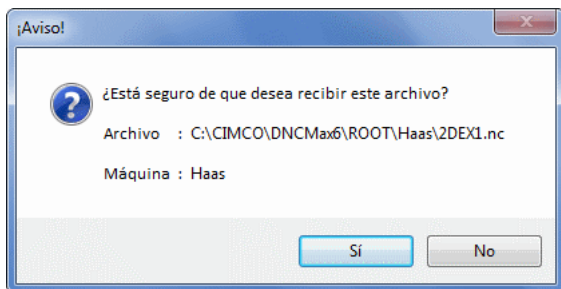 ¡Aviso!
¿Está seguro de que desea recibir este archivo?
Archivo : C:\CIMCO\DNCMax6\ROOT\Haas\2DEX1.nc
Máquina : Haas
Sí No